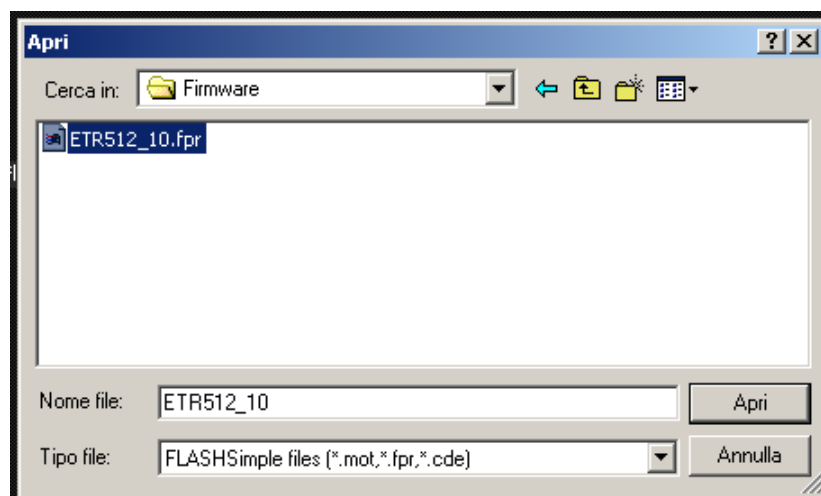 Apri
Cerca in: Firmware
ETR512_10.fpr
Nome file: ETR512_10 Apri
Tipo file: FLASHSimple files (*.mot,*.fpr,*.cde) Annulla